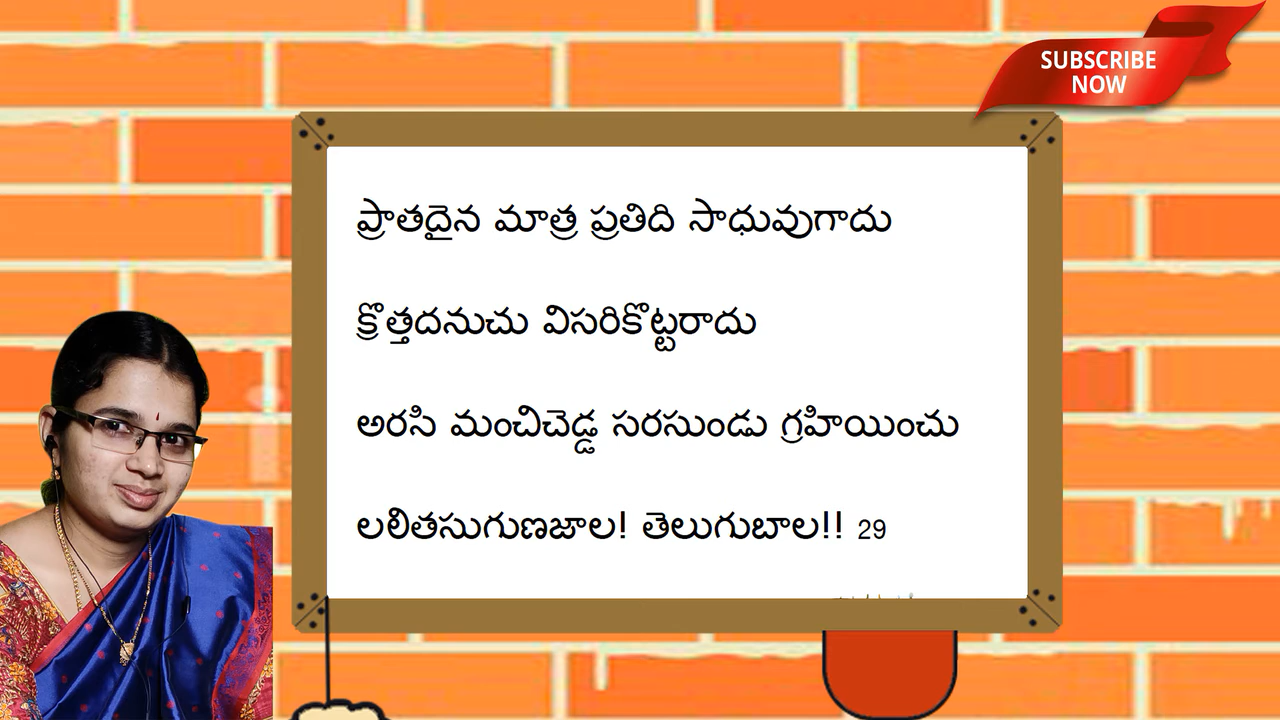 SUBSCRIBE
NOW
ప్రాతదైన మాత్ర ప్రతిది సాధువుగాదు
క్రొత్తదనుచు విసరికొట్టరాదు
అరసి మంచిచెడ్డ సరసుండు గ్రహియించు
లలితసుగుణజాల! తెలుగుబాల!! 29